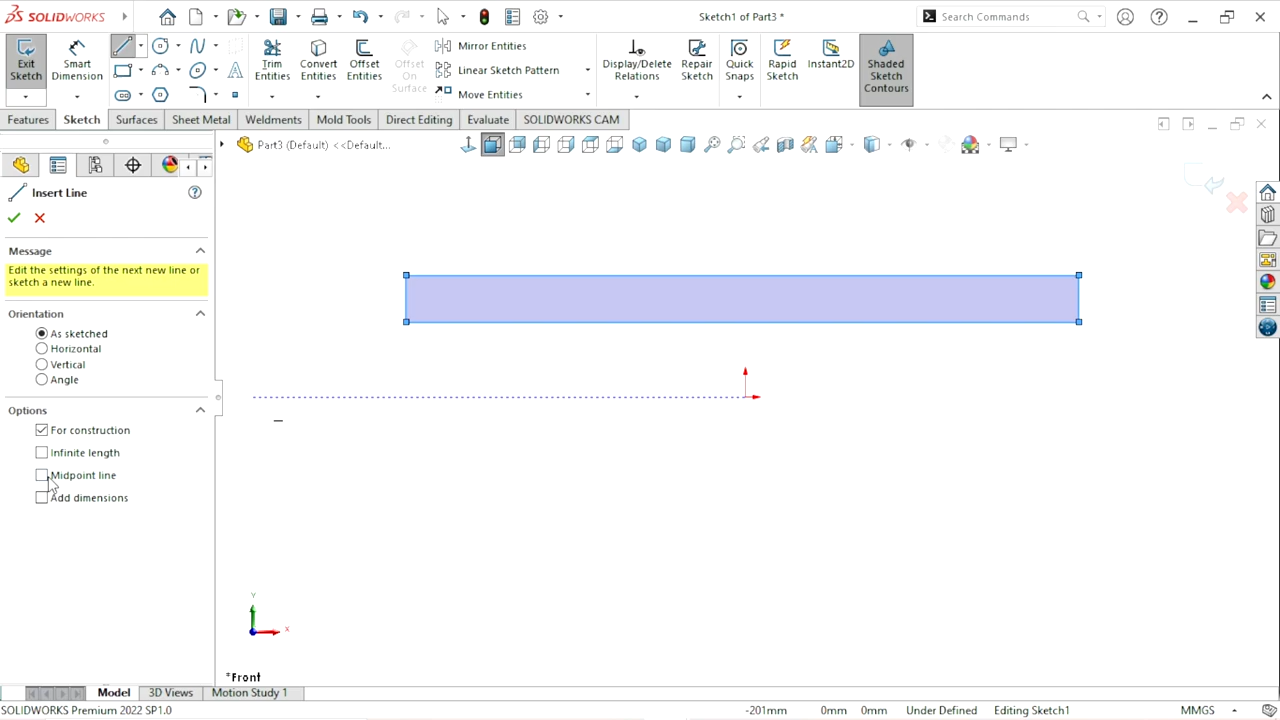 SOLIDWORKS
Sketch1 of Part3 *
Search Commands
Exit Sketch
Smart Dimension
Trim Entities
Convert Entities
Offset Entities
Offset On Surface
Mirror Entities
Linear Sketch Pattern
Move Entities
Display/Delete Relations
Repair Sketch
Quick Snaps
Rapid Sketch
Instant2D
Shaded Sketch Contours
Features
Sketch
Surfaces
Sheet Metal
Weldments
Mold Tools
Direct Editing
Evaluate
SOLIDWORKS CAM
Part3 (Default) <<Default...
Insert Line
Message
Edit the settings of the next new line or
sketch a new line.
Orientation
As sketched
Horizontal
Vertical
Angle
Options
For construction
Infinite length
Midpoint line
Add dimensions
Y
X
*Front
Model
3D Views
Motion Study 1
SOLIDWORKS Premium 2022 SP1.0
-201mm
0mm
0mm
Under Defined
Editing Sketch1
MMGS